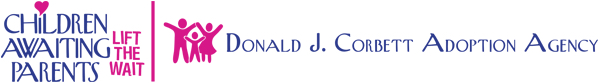 CHILDREN
AWAITING
PARENTS
LIFT
THE
WAIT
Donald J. Corbett Adoption Agency